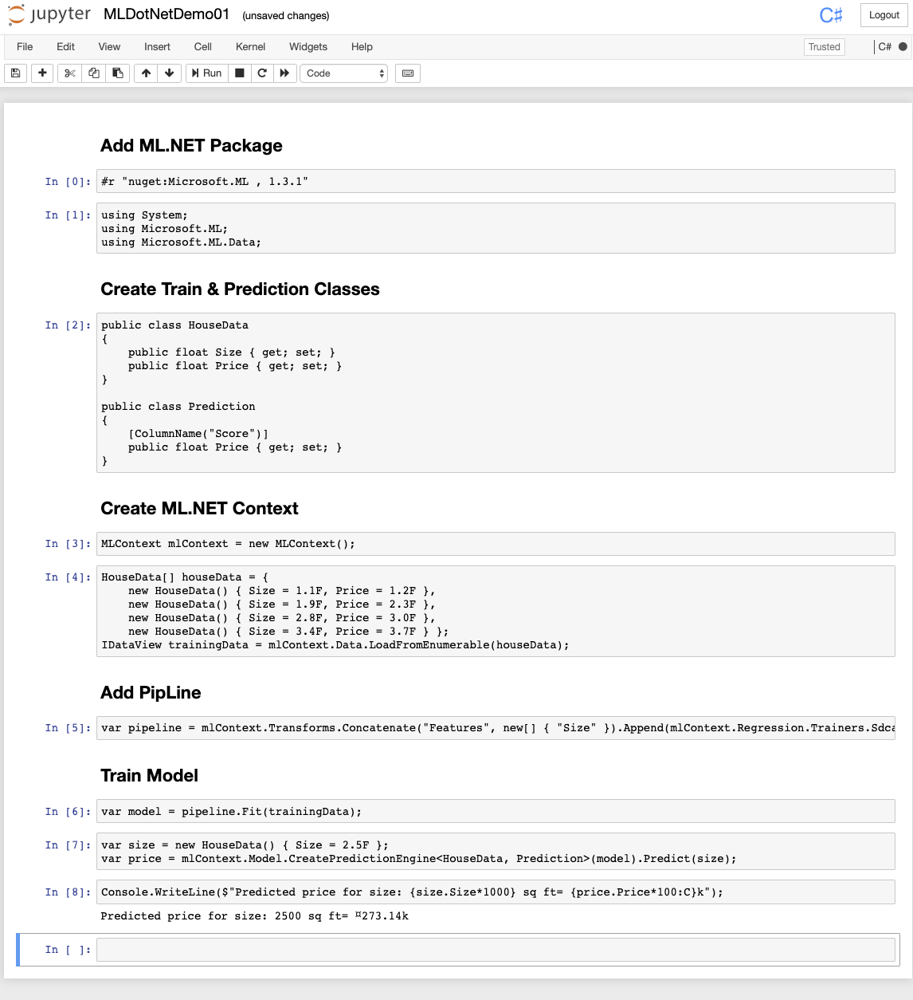 jupyter MLDotNetDemo01 (unsaved changes) C# Logout
File Edit View Insert Cell Kernel Widgets Help Trusted C#
Run Code
Add ML.NET Package
In [0]: #r "nuget:Microsoft.ML , 1.3.1"
In [1]: using System;
using Microsoft.ML;
using Microsoft.ML.Data;
Create Train & Prediction Classes
In [2]: public class HouseData
{
    public float Size { get; set; }
    public float Price { get; set; }
}
public class Prediction
{
    [ColumnName("Score")]
    public float Price { get; set; }
}
Create ML.NET Context
In [3]: MLContext mlContext = new MLContext();
In [4]: HouseData[] houseData = {
    new HouseData() { Size = 1.1F, Price = 1.2F },
    new HouseData() { Size = 1.9F, Price = 2.3F },
    new HouseData() { Size = 2.8F, Price = 3.0F },
    new HouseData() { Size = 3.4F, Price = 3.7F } };
IDataView trainingData = mlContext.Data.LoadFromEnumerable(houseData);
Add PipLine
In [5]: var pipeline = mlContext.Transforms.Concatenate("Features", new[] { "Size" }).Append(mlContext.Regression.Trainers.Sdca
Train Model
In [6]: var model = pipeline.Fit(trainingData);
In [7]: var size = new HouseData() { Size = 2.5F };
var price = mlContext.Model.CreatePredictionEngine<HouseData, Prediction>(model).Predict(size);
In [8]: Console.WriteLine($"Predicted price for size: {size.Size*1000} sq ft= {price.Price*100:C}k");
Predicted price for size: 2500 sq ft= ¤273.14k
In [ ]: